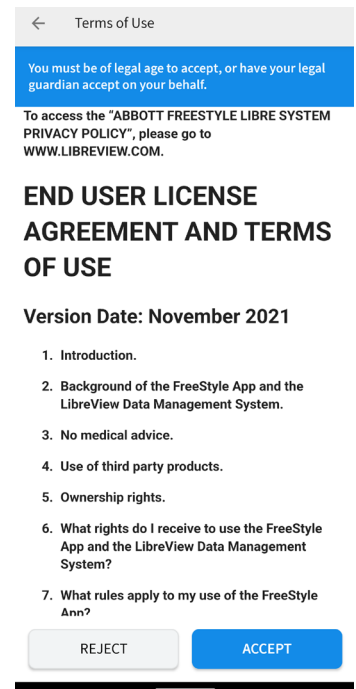 Terms of Use
You must be of legal age to accept, or have your legal
guardian accept on your behalf.
To access the “ABBOTT FREESTYLE LIBRE SYSTEM
PRIVACY POLICY”, please go to
WWW.LIBREVIEW.COM.
END USER LICENSE
AGREEMENT AND TERMS
OF USE
Version Date: November 2021
1. Introduction.
2. Background of the FreeStyle App and the
LibreView Data Management System.
3. No medical advice.
4. Use of third party products.
5. Ownership rights.
6. What rights do I receive to use the FreeStyle
App and the LibreView Data Management
System?
7. What rules apply to my use of the FreeStyle
App?
REJECT
ACCEPT